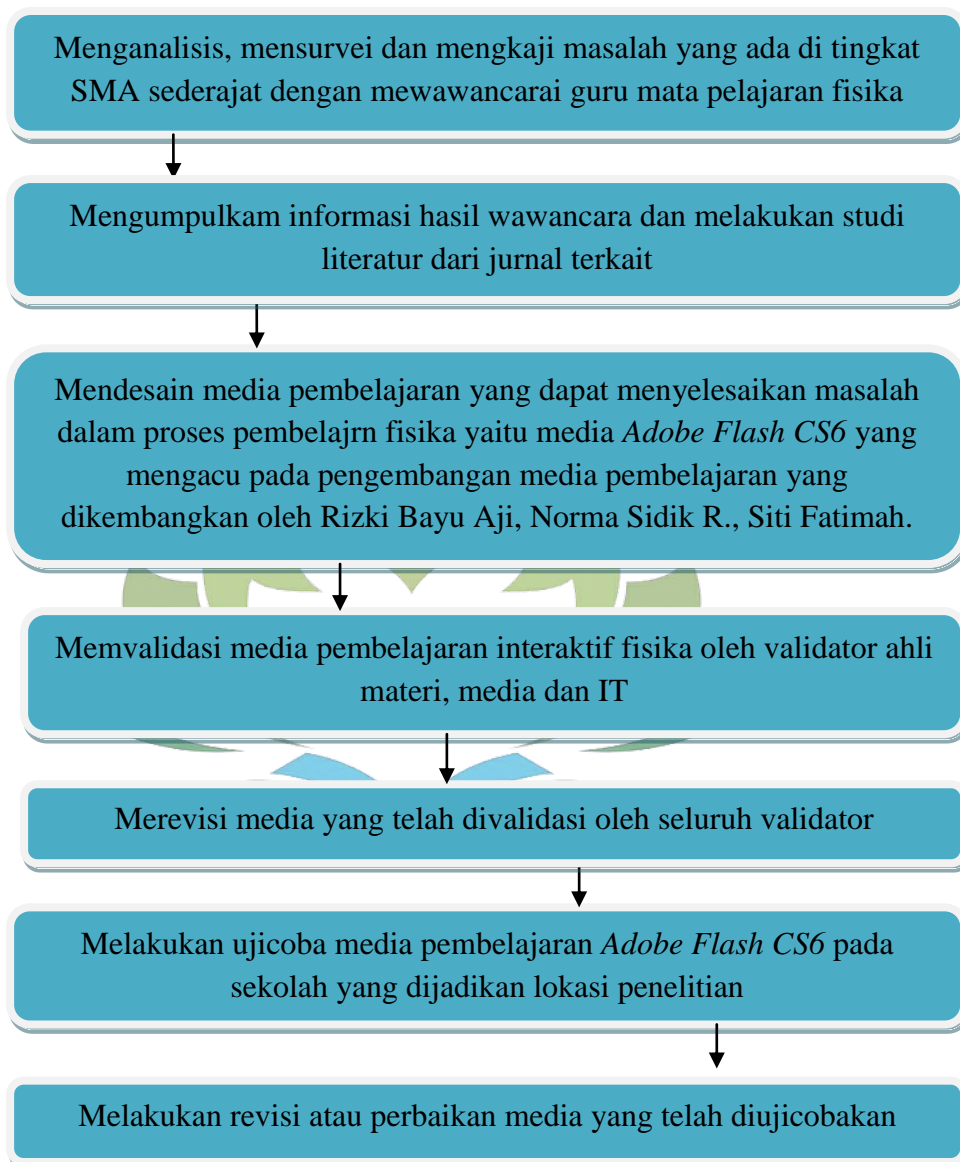 Menganalisis, mensurvei dan mengkaji masalah yang ada di tingkat
SMA sederajat dengan mewawancarai guru mata pelajaran fisika
Mengumpulkam informasi hasil wawancara dan melakukan studi
literatur dari jurnal terkait
Mendesain media pembelajaran yang dapat menyelesaikan masalah
dalam proses pembelajrn fisika yaitu media Adobe Flash CS6 yang
mengacu pada pengembangan media pembelajaran yang
dikembangkan oleh Rizki Bayu Aji, Norma Sidik R., Siti Fatimah.
Memvalidasi media pembelajaran interaktif fisika oleh validator ahli
materi, media dan IT
Merevisi media yang telah divalidasi oleh seluruh validator
Melakukan ujicoba media pembelajaran Adobe Flash CS6 pada
sekolah yang dijadikan lokasi penelitian
Melakukan revisi atau perbaikan media yang telah diujicobakan